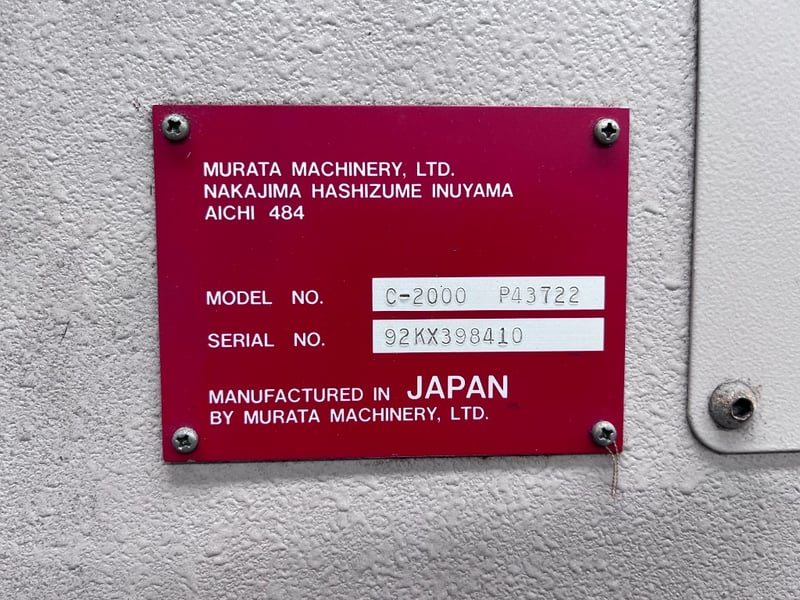 MURATA MACHINERY, LTD.
NAKAJIMA HASHIZUME INUYAMA
AICHI 484
MODEL NO. C-2000 P43722
SERIAL NO. 92KX398410
MANUFACTURED IN JAPAN
BY MURATA MACHINERY, LTD.